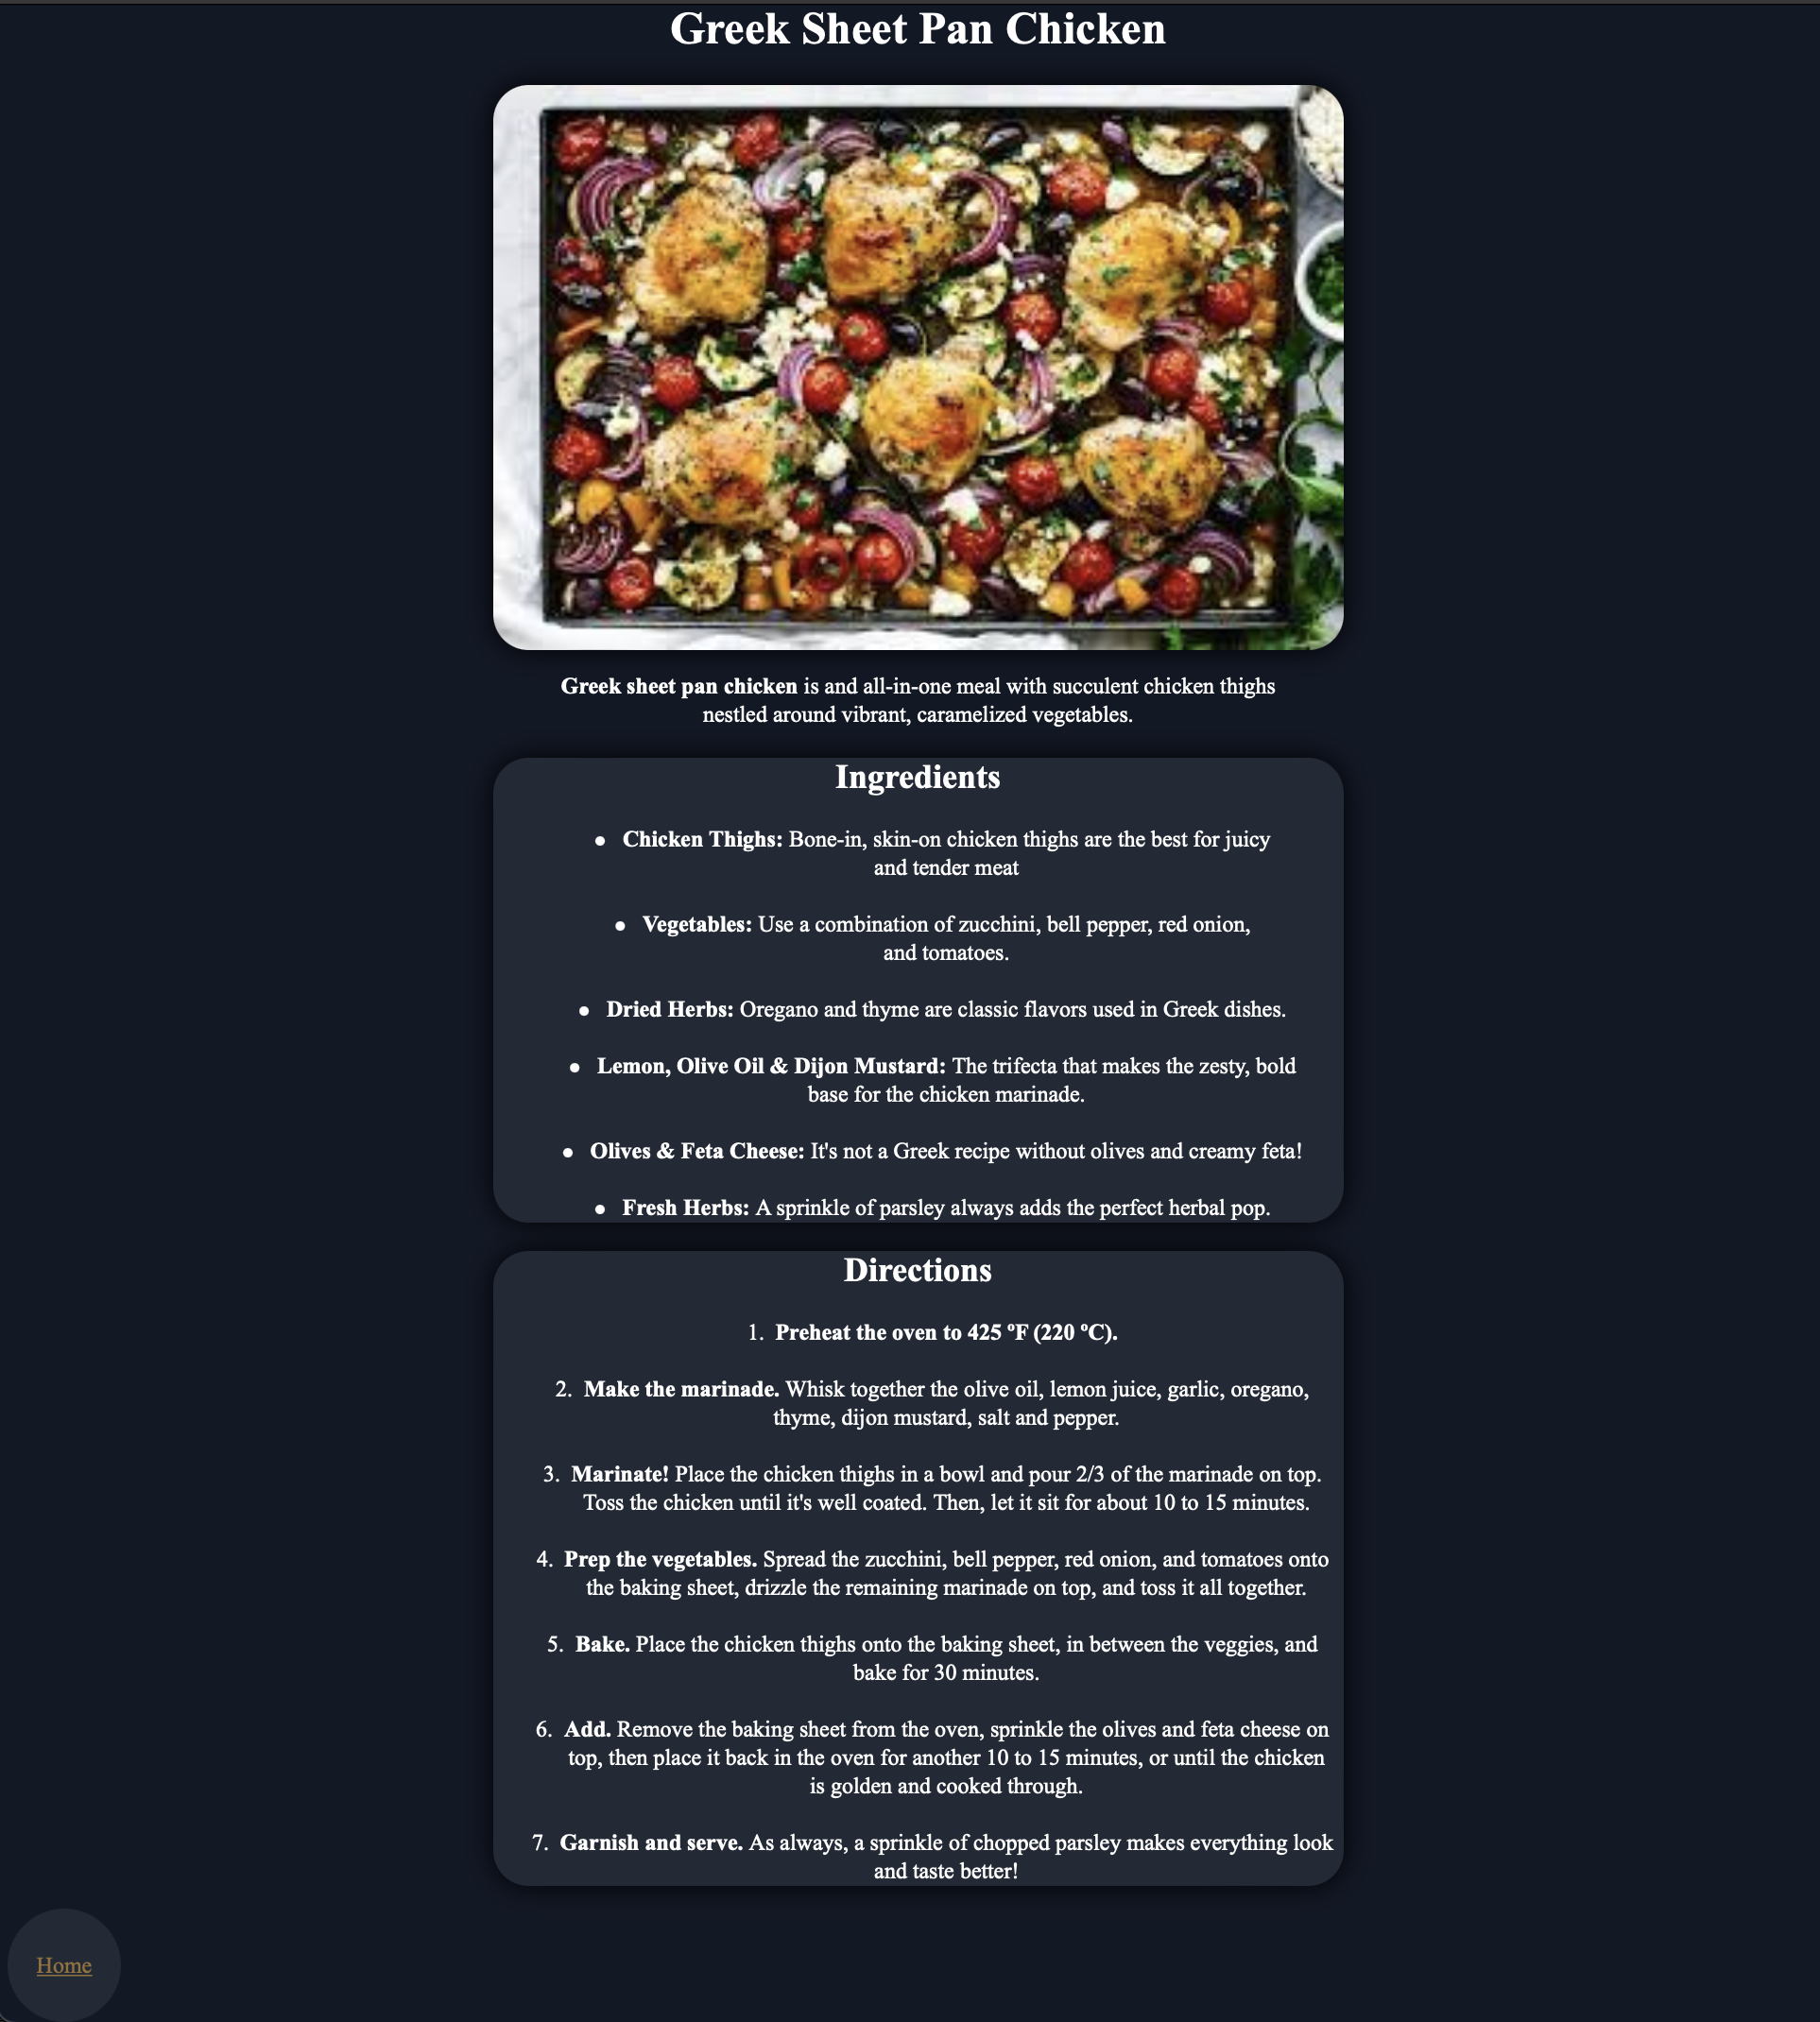 Greek Sheet Pan Chicken
Greek sheet pan chicken is and all-in-one meal with succulent chicken thighs
nestled around vibrant, caramelized vegetables.
Ingredients
● Chicken Thighs: Bone-in, skin-on chicken thighs are the best for juicy
and tender meat
● Vegetables: Use a combination of zucchini, bell pepper, red onion,
and tomatoes.
● Dried Herbs: Oregano and thyme are classic flavors used in Greek dishes.
● Lemon, Olive Oil & Dijon Mustard: The trifecta that makes the zesty, bold
base for the chicken marinade.
● Olives & Feta Cheese: It's not a Greek recipe without olives and creamy feta!
● Fresh Herbs: A sprinkle of parsley always adds the perfect herbal pop.
Directions
1. Preheat the oven to 425 ºF (220 ºC).
2. Make the marinade. Whisk together the olive oil, lemon juice, garlic, oregano,
thyme, dijon mustard, salt and pepper.
3. Marinate! Place the chicken thighs in a bowl and pour 2/3 of the marinade on top.
Toss the chicken until it's well coated. Then, let it sit for about 10 to 15 minutes.
4. Prep the vegetables. Spread the zucchini, bell pepper, red onion, and tomatoes onto
the baking sheet, drizzle the remaining marinade on top, and toss it all together.
5. Bake. Place the chicken thighs onto the baking sheet, in between the veggies, and
bake for 30 minutes.
6. Add. Remove the baking sheet from the oven, sprinkle the olives and feta cheese on
top, then place it back in the oven for another 10 to 15 minutes, or until the chicken
is golden and cooked through.
7. Garnish and serve. As always, a sprinkle of chopped parsley makes everything look
and taste better!
Home